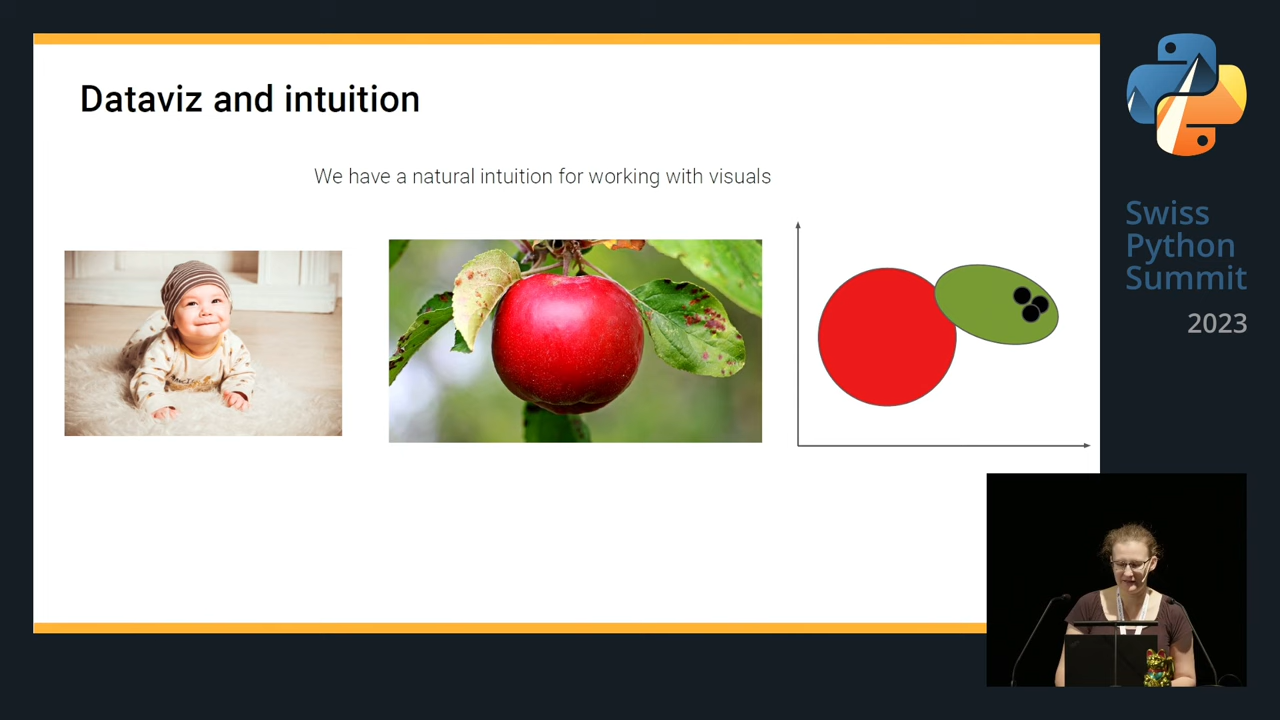 Dataviz and intuition
We have a natural intuition for working with visuals
Swiss
Python
Summit
2023